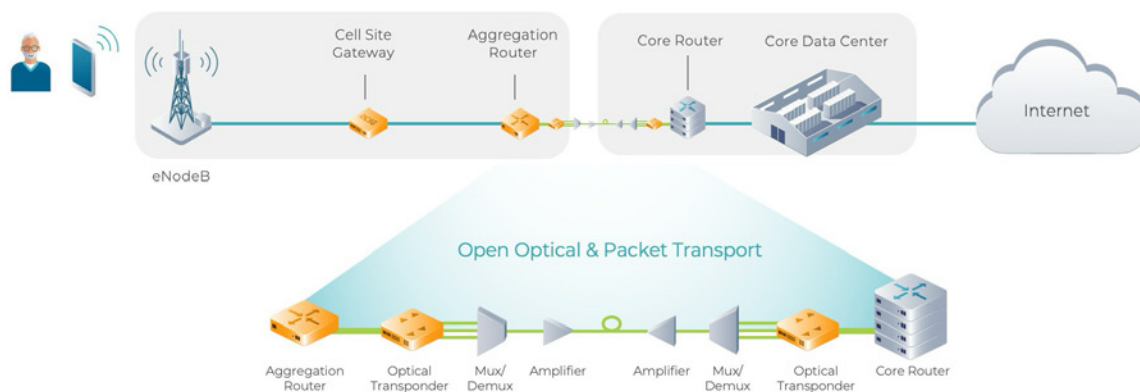 Cell Site
Gateway
Aggregation
Router
Core Router
Core Data Center
Internet
eNodeB
Open Optical & Packet Transport
Aggregation
Router
Optical
Transponder
Mux/
Demux
Amplifier
Amplifier
Mux/
Demux
Optical
Transponder
Core Router